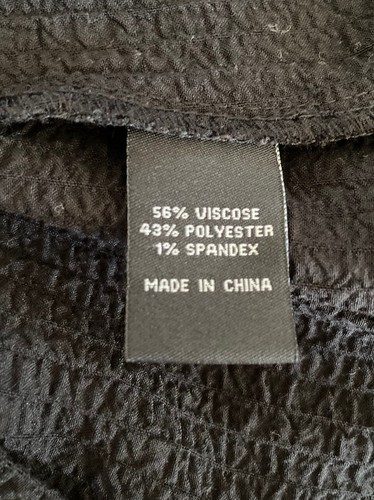 56% VISCOSE
43% POLYESTER
1% SPANDEX
MADE IN CHINA